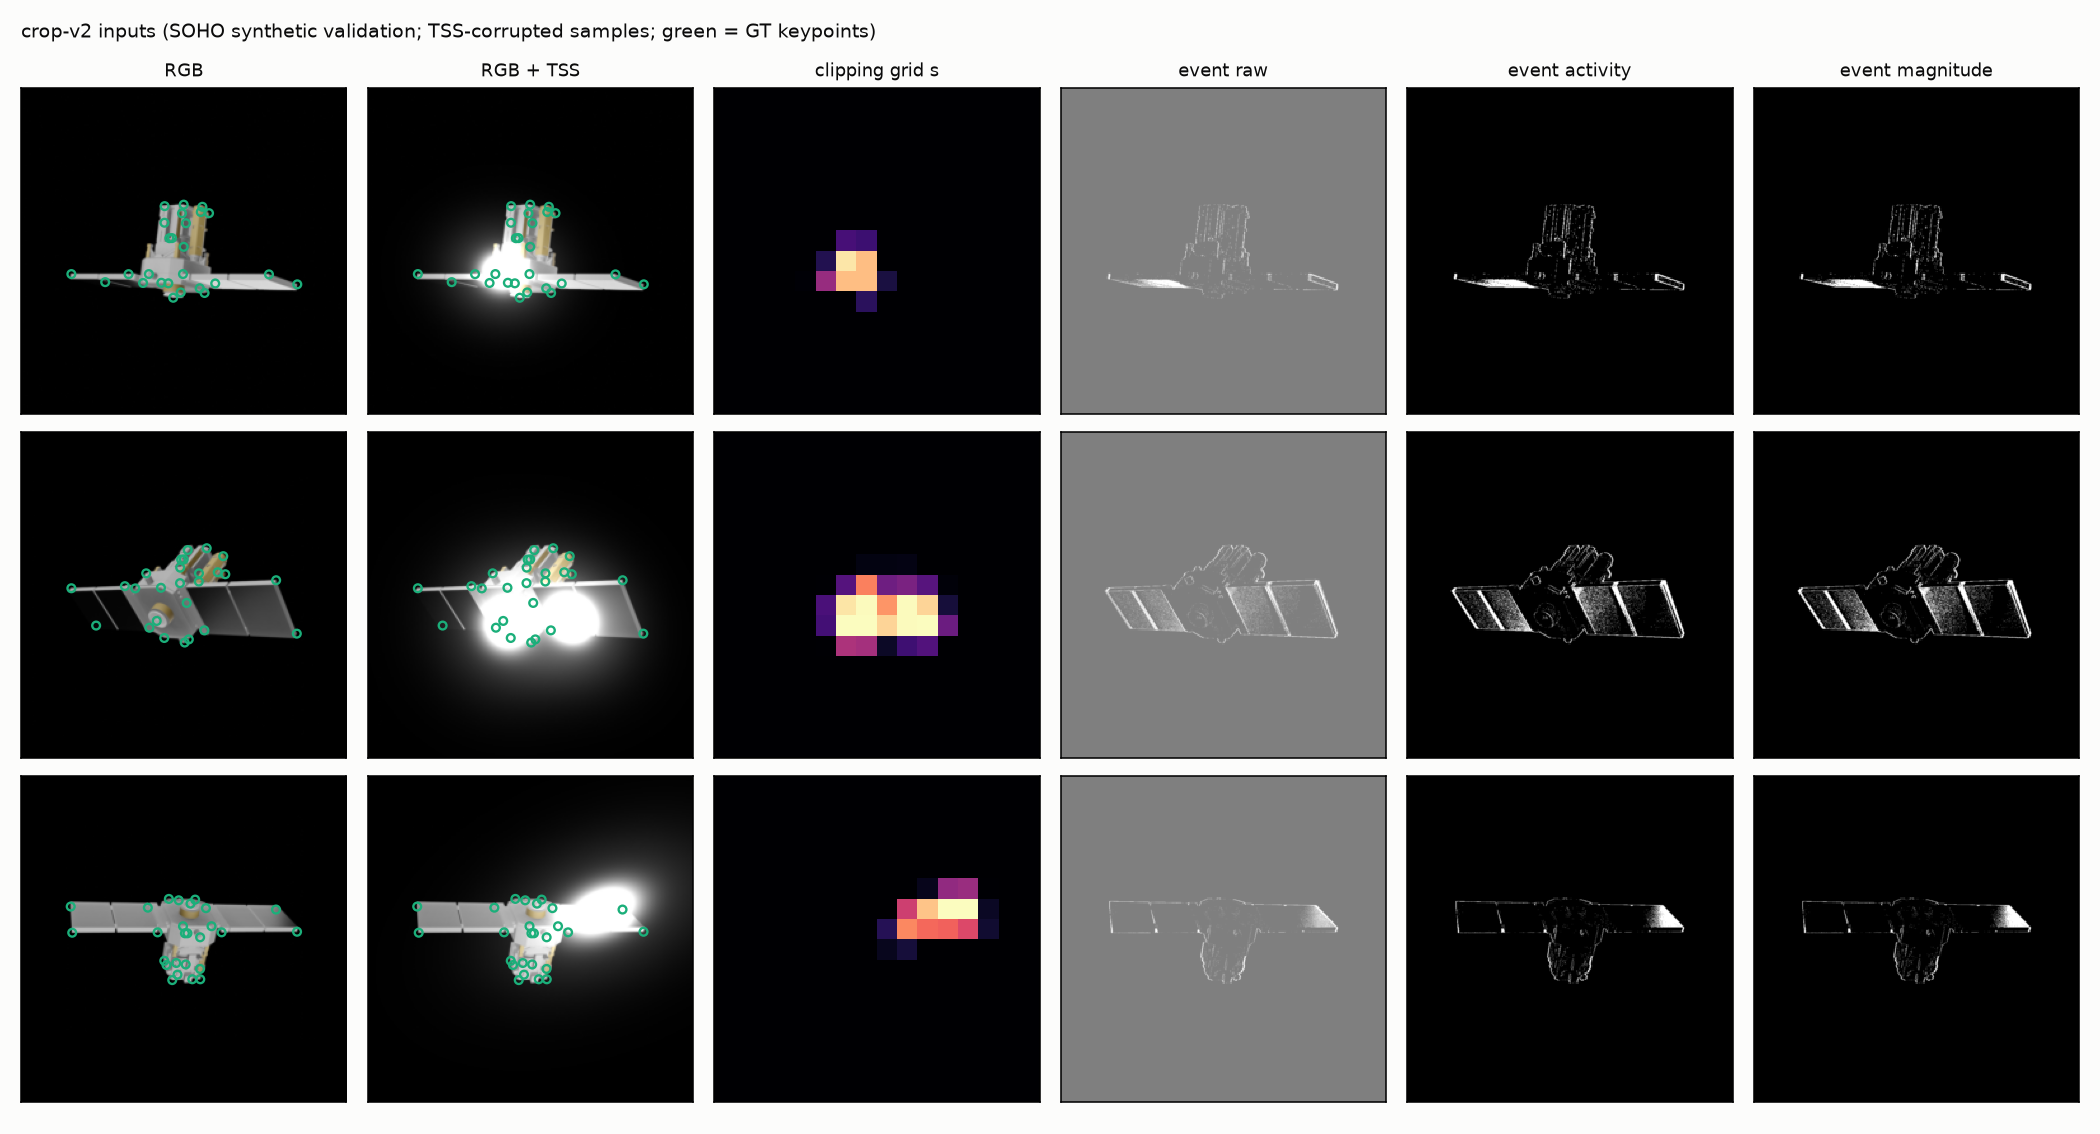 crop-v2 inputs (SOHO synthetic validation; TSS-corrupted samples; green = GT keypoints)
RGB
RGB + TSS
clipping grid s
event raw
event activity
event magnitude